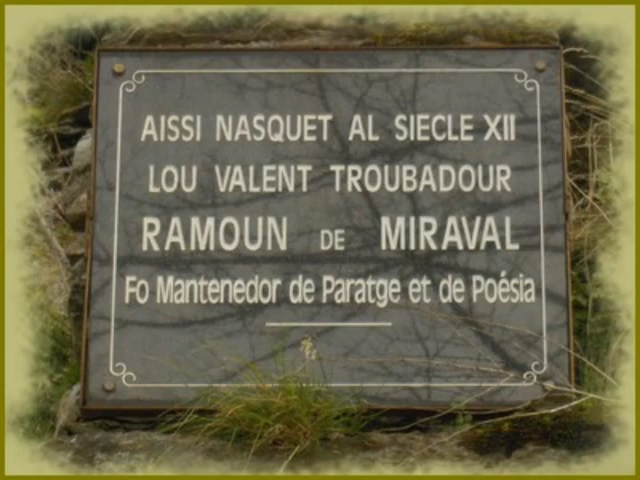 AISSI NASQUET AL SIECLE XII
LOU VALENT TROUBADOUR
RAMOUN DE MIRAVAL
Fo Mantenedor de Paratge et de Poésia